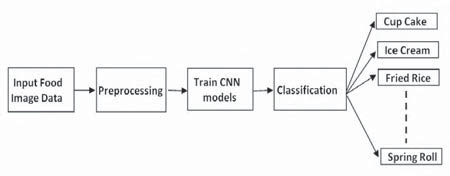 Cup Cake
Ice Cream
Input Food
Image Data
Preprocessing
Train CNN
models
Classification
Fried Rice
Spring Roll